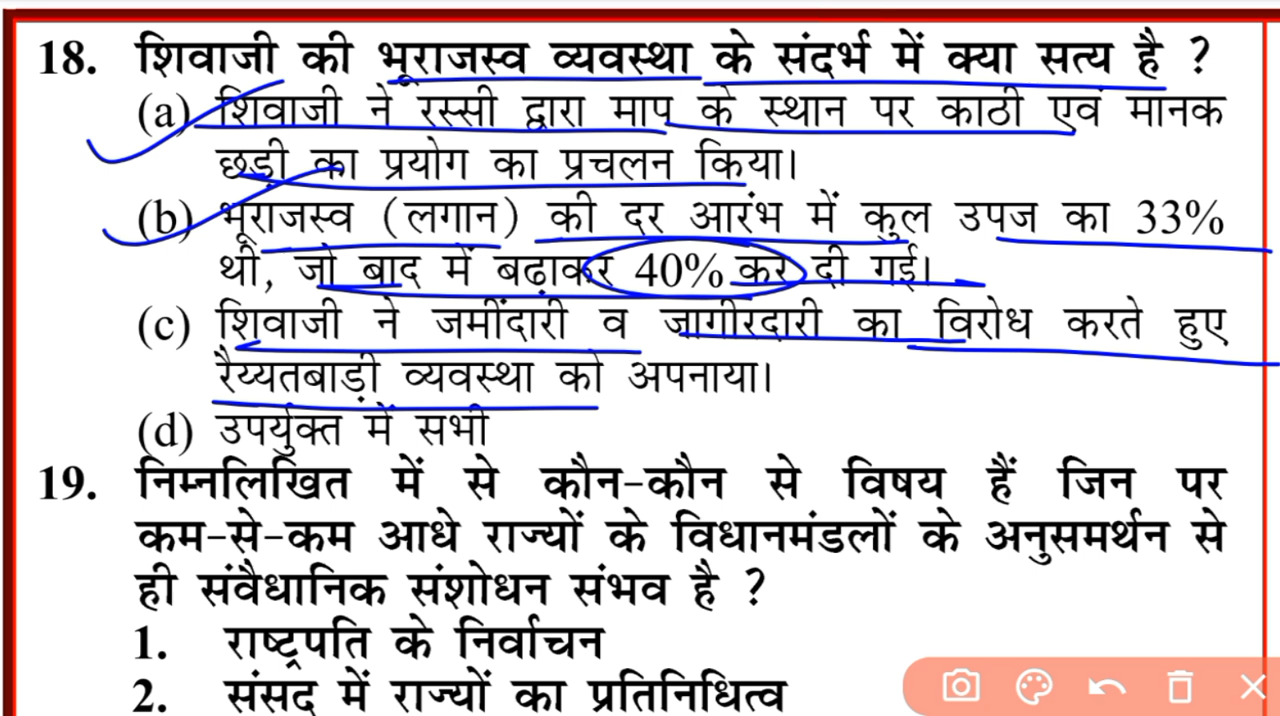 18. शिवाजी की भूराजस्व व्यवस्था के संदर्भ में क्या सत्य है ?
(a) शिवाजी ने रस्सी द्वारा माप के स्थान पर काठी एवं मानक
छड़ी का प्रयोग का प्रचलन किया।
(b) भूराजस्व (लगान) की दर आरंभ में कुल उपज का 33%
थी, जो बाद में बढ़ाकर 40% कर दी गई।
(c) शिवाजी ने जमींदारी व जागीरदारी का विरोध करते हुए
रैय्यतबाड़ी व्यवस्था को अपनाया।
(d) उपर्युक्त में सभी
19. निम्नलिखित में से कौन-कौन से विषय हैं जिन पर
कम-से-कम आधे राज्यों के विधानमंडलों के अनुसमर्थन से
ही संवैधानिक संशोधन संभव है ?
1. राष्ट्रपति के निर्वाचन
2. संसद में राज्यों का प्रतिनिधित्व